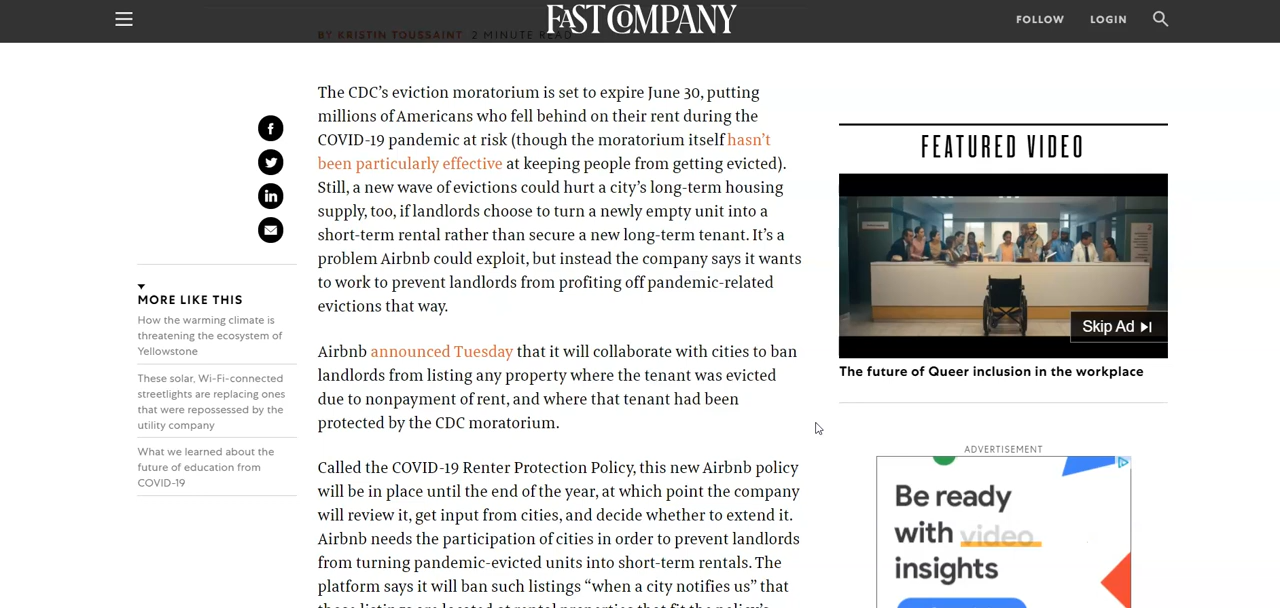 FAST COMPANY
FOLLOW
LOGIN
BY KRISTIN TOUSSAINT 2 MINUTE READ
The CDC’s eviction moratorium is set to expire June 30, putting
millions of Americans who fell behind on their rent during the
COVID-19 pandemic at risk (though the moratorium itself hasn’t
been particularly effective at keeping people from getting evicted).
Still, a new wave of evictions could hurt a city’s long-term housing
supply, too, if landlords choose to turn a newly empty unit into a
short-term rental rather than secure a new long-term tenant. It’s a
problem Airbnb could exploit, but instead the company says it wants
to work to prevent landlords from profiting off pandemic-related
evictions that way.
Airbnb announced Tuesday that it will collaborate with cities to ban
landlords from listing any property where the tenant was evicted
due to nonpayment of rent, and where that tenant had been
protected by the CDC moratorium.
Called the COVID-19 Renter Protection Policy, this new Airbnb policy
will be in place until the end of the year, at which point the company
will review it, get input from cities, and decide whether to extend it.
Airbnb needs the participation of cities in order to prevent landlords
from turning pandemic-evicted units into short-term rentals. The
platform says it will ban such listings “when a city notifies us” that
those listings are located at rental properties that fit the policy’s
MORE LIKE THIS
How the warming climate is
threatening the ecosystem of
Yellowstone
These solar, Wi-Fi-connected
streetlights are replacing ones
that were repossessed by the
utility company
What we learned about the
future of education from
COVID-19
FEATURED VIDEO
Skip Ad
The future of Queer inclusion in the workplace
ADVERTISEMENT
Be ready
with video
insights